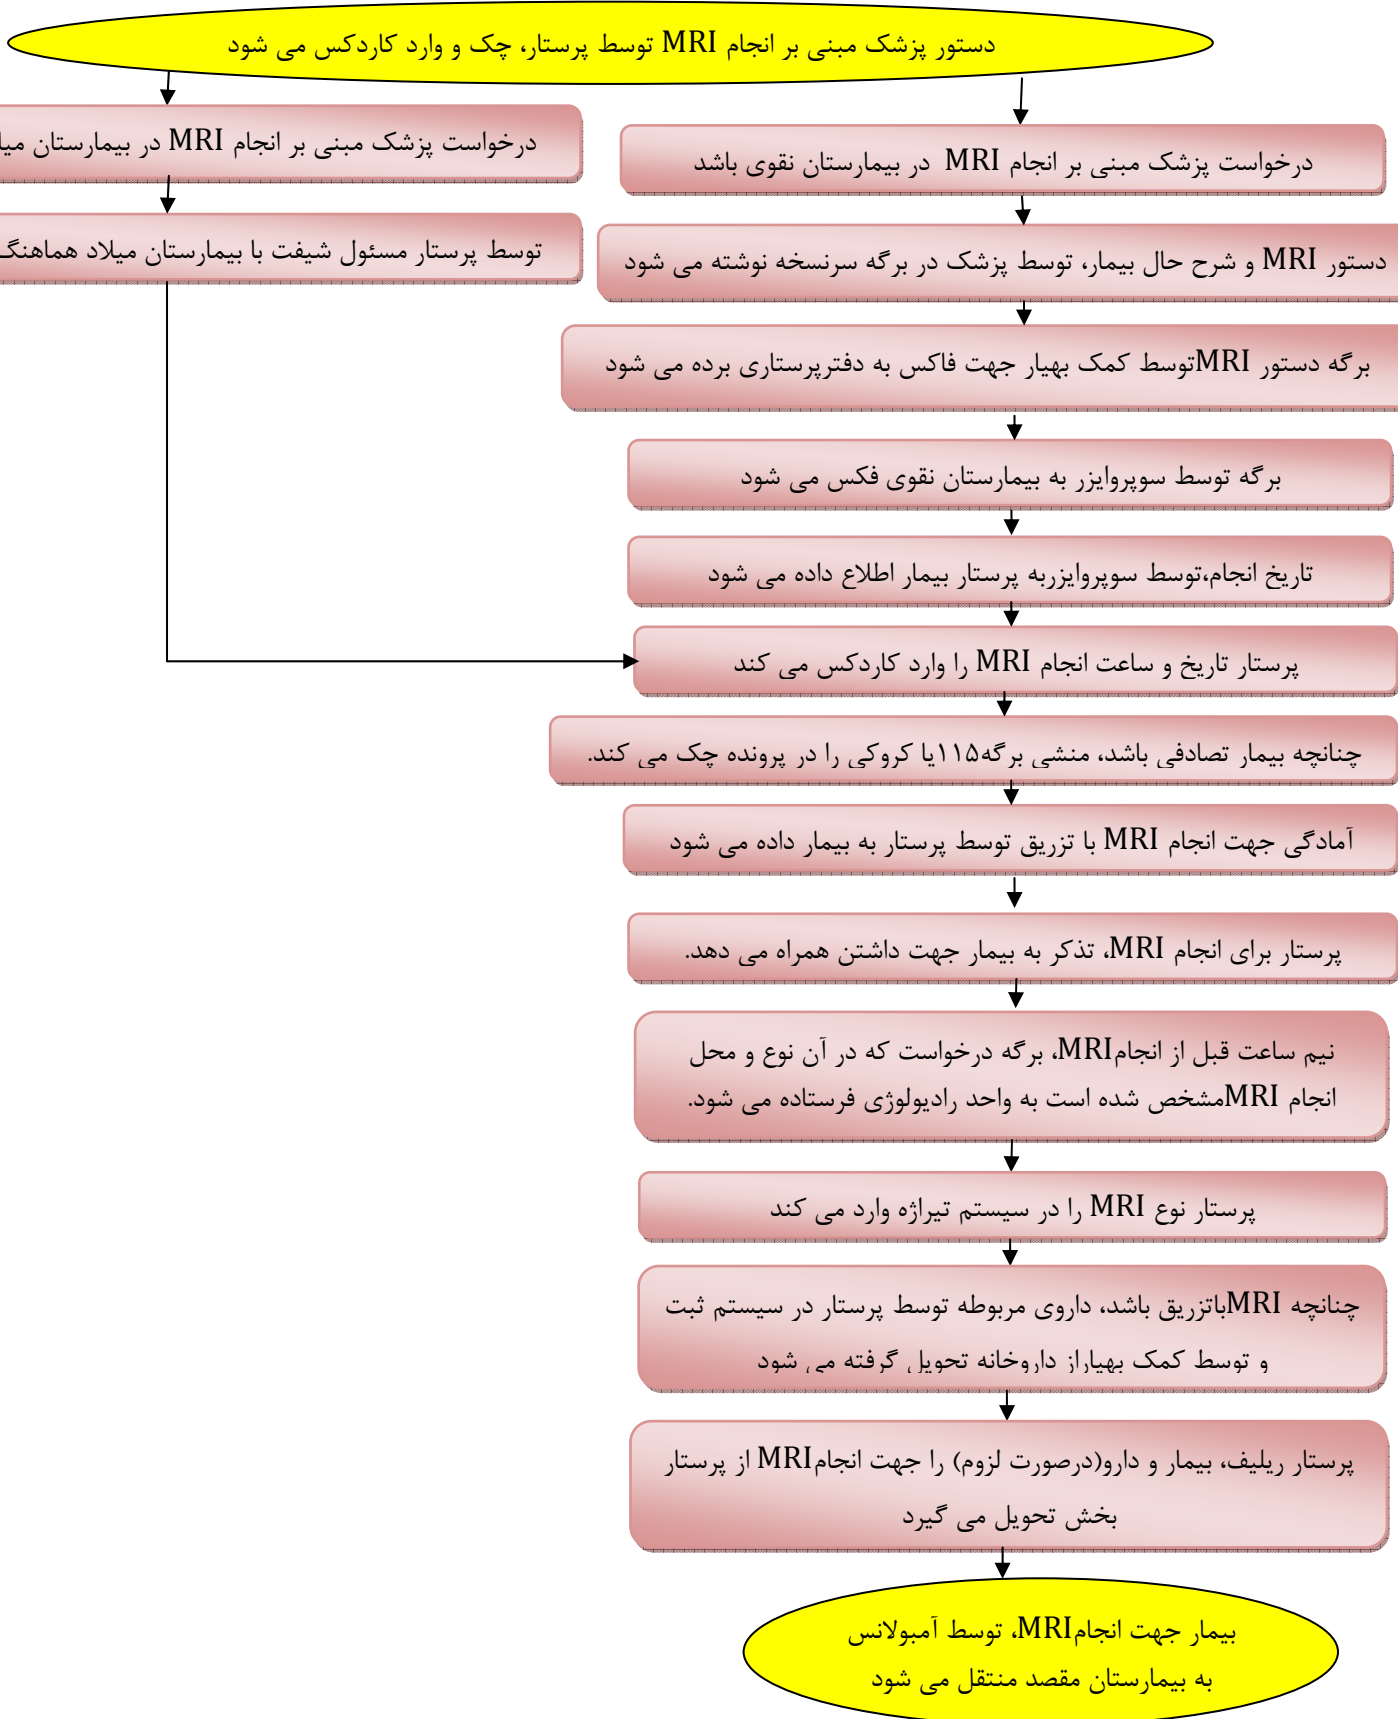 دستور پزشک مبنی بر انجام MRI توسط پرستار، چک و وارد کاردکس می شود
درخواست پزشک مبنی بر انجام MRI در بیمارستان نقوی باشد
درخواست پزشک مبنی بر انجام MRI در بیمارستان
دستور MRI و شرح حال بیمار، توسط پزشک در برگه سرنسخه نوشته می شود
توسط پرستار مسئول شیفت با بیمارستان میلاد هماهنگ
برگه دستور MRIتوسط کمک بهیار جهت فاکس به دفترپرستاری برده می شود
برگه توسط سوپروایزر به بیمارستان نقوی فکس می شود
تاریخ انجام،توسط سوپروایزربه پرستار بیمار اطلاع داده می شود
پرستار تاریخ و ساعت انجام MRI را وارد کاردکس می کند
چنانچه بیمار تصادفی باشد، منشی برگه۱۱۵یا کروکی را در پرونده چک می کند.
آمادگی جهت انجام MRI با تزریق توسط پرستار به بیمار داده می شود
پرستار برای انجام MRI، تذکر به بیمار جهت داشتن همراه می دهد.
نیم ساعت قبل از انجامMRI، برگه درخواست که در آن نوع و محل
انجام MRIمشخص شده است به واحد رادیولوژی فرستاده می شود.
پرستار نوع MRI را در سیستم تیراژه وارد می کند
چنانچه MRIباتزریق باشد، داروی مربوطه توسط پرستار در سیستم ثبت
و توسط کمک بهیاراز داروخانه تحویل گرفته می شود
پرستار ریلیف، بیمار و دارو(درصورت لزوم) را جهت انجامMRI از پرستار
بخش تحویل می گیرد
بیمار جهت انجامMRI، توسط آمبولانس
به بیمارستان مقصد منتقل می شود